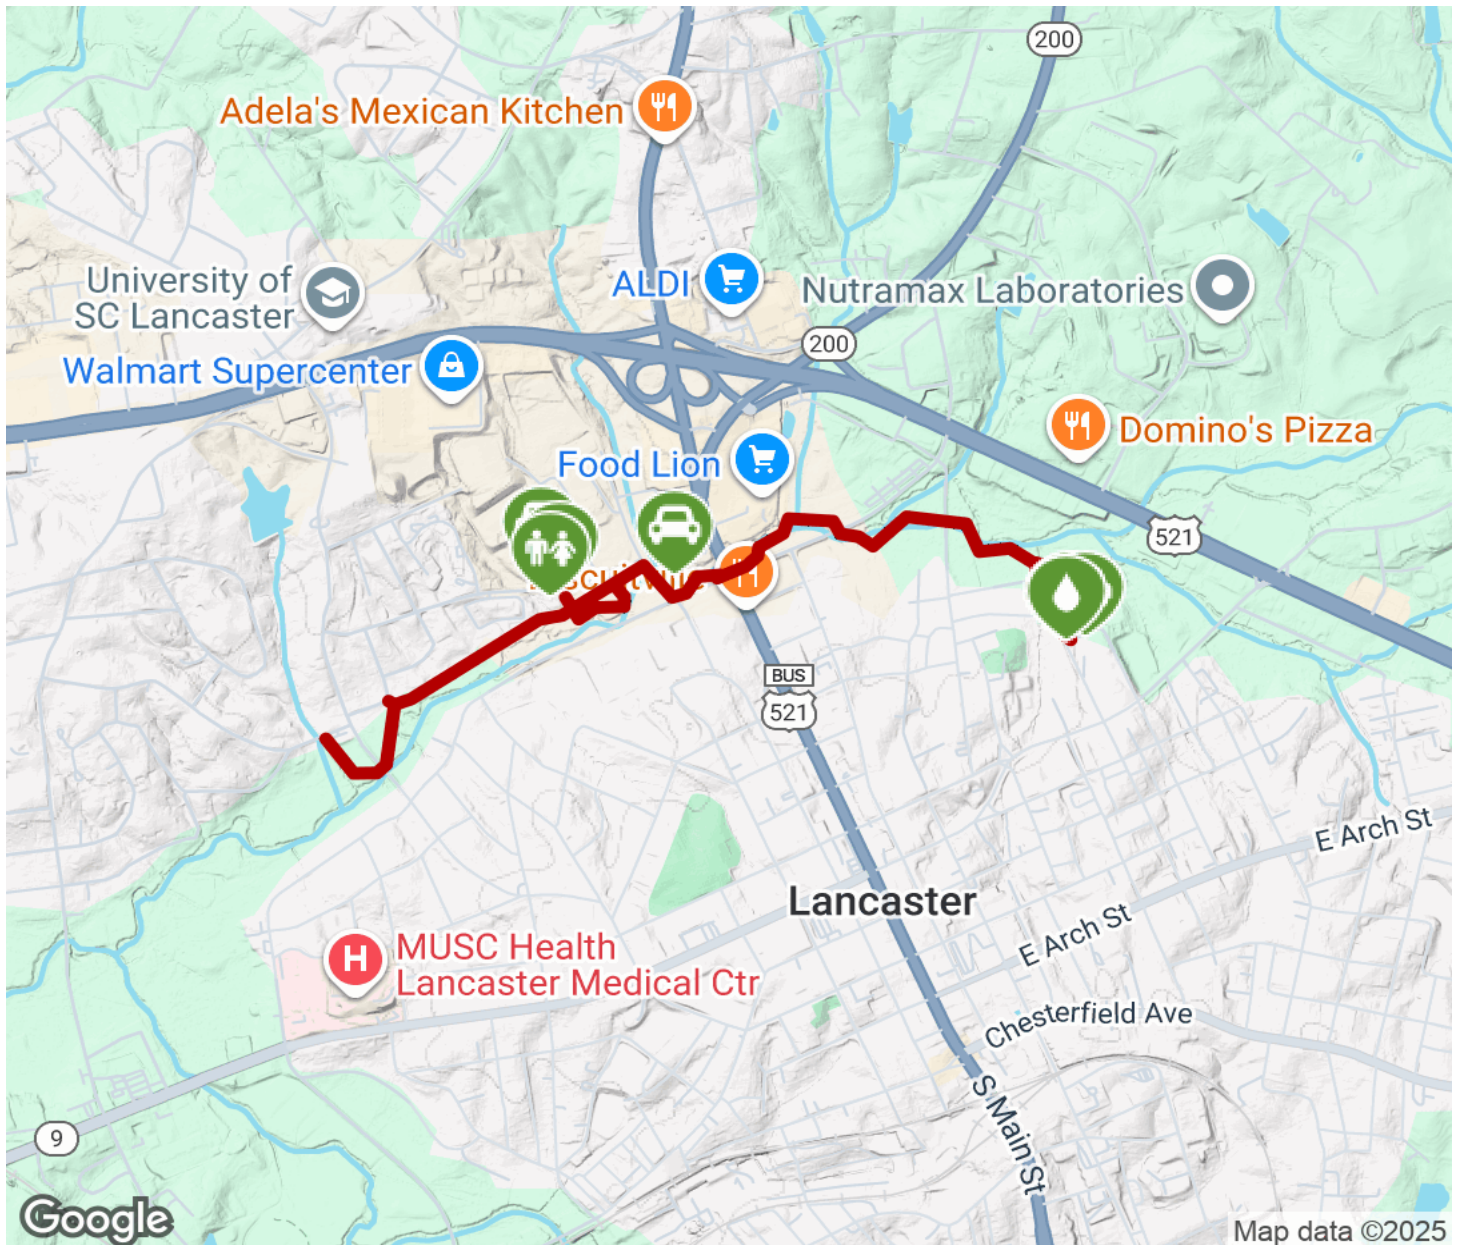 200
Adela's Mexican Kitchen
University of
SC Lancaster
ALDI
Nutramax Laboratories
200
Walmart Supercenter
Domino's Pizza
Food Lion
521
BUS
521
E Arch St
Lancaster
E Arch St
MUSC Health
Lancaster Medical Ctr
Chesterfield Ave
S Main St
9
Google
Map data ©2025